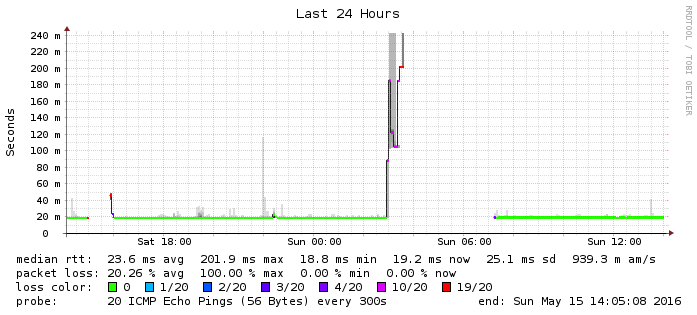 Last 24 Hours
RRDTOOL / TOBI OETIKER
Seconds
240 m
220 m
200 m
180 m
160 m
140 m
120 m
100 m
80 m
60 m
40 m
20 m
0
Sat 18:00 Sun 00:00 Sun 06:00 Sun 12:00
median rtt: 23.6 ms avg 201.9 ms max 18.8 ms min 19.2 ms now 25.1 ms sd 939.3 m am/s
packet loss: 20.26 % avg 100.00 % max 0.00 % min 0.00 % now
loss color: 0 1/20 2/20 3/20 4/20 10/20 19/20
probe: 20 ICMP Echo Pings (56 Bytes) every 300s end: Sun May 15 14:05:08 2016